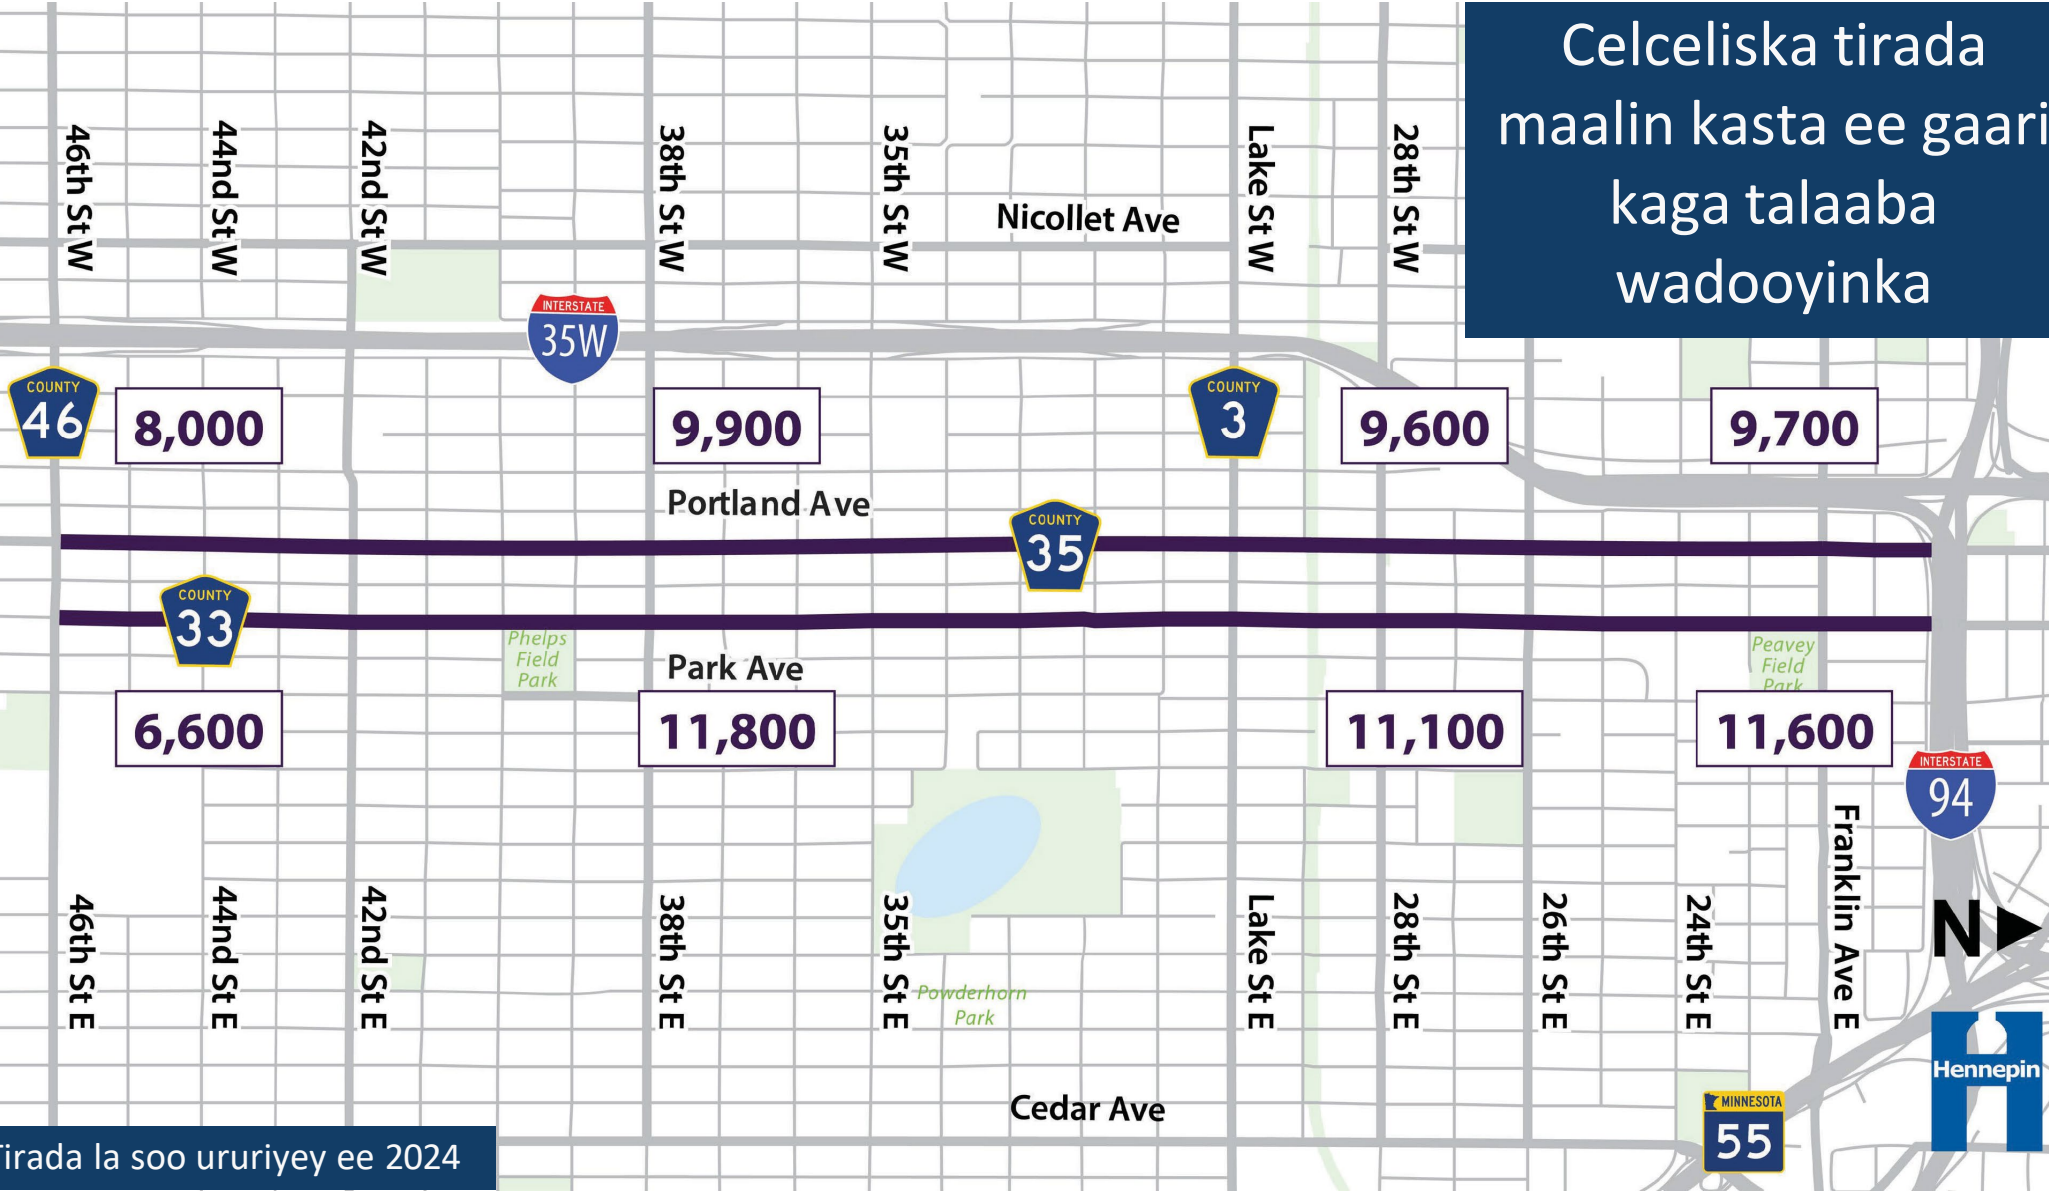 Celceliska tirada
maalin kasta ee gaari
kaga talaaba
wadooyinka
46th St W
44nd St W
42nd St W
38th St W
35th St W
Lake St W
28th St W
Nicollet Ave
INTERSTATE
35W
COUNTY
46
8,000
9,900
COUNTY
3
9,600
9,700
Portland Ave
COUNTY
35
COUNTY
33
Phelps
Field
Park
Park Ave
Peavey
Field
Park
6,600
11,800
11,100
11,600
INTERSTATE
94
46th St E
44nd St E
42nd St E
38th St E
35th St E
Lake St E
28th St E
26th St E
24th St E
Franklin Ave E
N
Powderhorn
Park
Hennepin
Cedar Ave
MINNESOTA
55
Tirada la soo ururiyey ee 2024